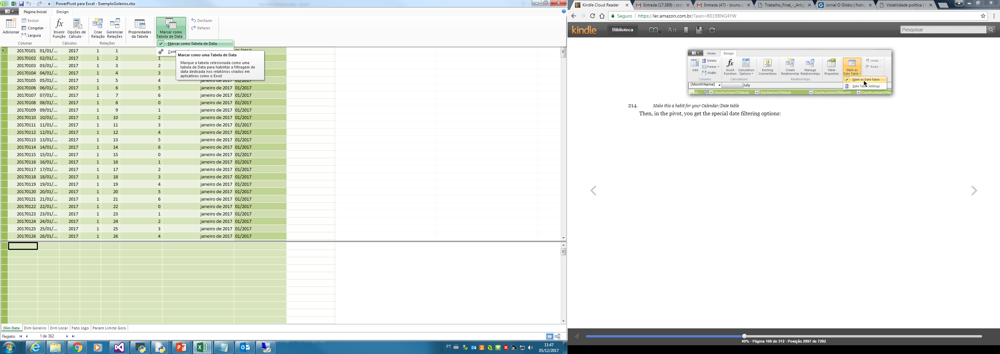 PowerPivot para Excel - ExemploGoleiros.xlsx
Página Inicial Design
Adicionar
Excluir
Congelar
Largura
Colunas
Inserir Função
Opções de Cálculo
Cálculos
Criar Relação
Gerenciar Relações
Relações
Propriedades da Tabela
Marcar como Tabela de Data
Desfazer
Refazer
Marcar como Tabela de Data
Marcar como uma Tabela de Data
Marque a tabela selecionada como uma
tabela de Data para habilitar a filtragem de
data dedicada nos relatórios criados em
aplicativos como o Excel
20170101 01/01/... 2017 1 1
20170102 02/01/... 2017 1 2 1
20170103 03/01/... 2017 1 3 2
20170104 04/01/... 2017 1 4 3
20170105 05/01/... 2017 1 5 4 janeiro de 2017 01/2017
20170106 06/01/... 2017 1 6 5 janeiro de 2017 01/2017
20170107 07/01/... 2017 1 7 6 janeiro de 2017 01/2017
20170108 08/01/... 2017 1 8 0 janeiro de 2017 01/2017
20170109 09/01/... 2017 1 9 1 janeiro de 2017 01/2017
20170110 10/01/... 2017 1 10 2 janeiro de 2017 01/2017
20170111 11/01/... 2017 1 11 3 janeiro de 2017 01/2017
20170112 12/01/... 2017 1 12 4 janeiro de 2017 01/2017
20170113 13/01/... 2017 1 13 5 janeiro de 2017 01/2017
20170114 14/01/... 2017 1 14 6 janeiro de 2017 01/2017
20170115 15/01/... 2017 1 15 0 janeiro de 2017 01/2017
20170116 16/01/... 2017 1 16 1 janeiro de 2017 01/2017
20170117 17/01/... 2017 1 17 2 janeiro de 2017 01/2017
20170118 18/01/... 2017 1 18 3 janeiro de 2017 01/2017
20170119 19/01/... 2017 1 19 4 janeiro de 2017 01/2017
20170120 20/01/... 2017 1 20 5 janeiro de 2017 01/2017
20170121 21/01/... 2017 1 21 6 janeiro de 2017 01/2017
20170122 22/01/... 2017 1 22 0 janeiro de 2017 01/2017
20170123 23/01/... 2017 1 23 1 janeiro de 2017 01/2017
20170124 24/01/... 2017 1 24 2 janeiro de 2017 01/2017
20170125 25/01/... 2017 1 25 3 janeiro de 2017 01/2017
20170126 26/01/... 2017 1 26 4 janeiro de 2017 01/2017
Dim Data Dim Goleiro Dim Local Fato Jogo Param Limite Gols
Registro: 1 de 362
PT
11:47
05/12/2017
Kindle Cloud Reader
Entrada (17.389) - crot
Entrada (47) - bruno.c
Trabalho_Final_-_Artig
Jornal O Globo | Notíc
Volatilidade política |
Seguro https://ler.amazon.com.br/?asin=B019BNG4YW
kindle Biblioteca Aa Pesquisar
Home Design
Add
Delete
Freeze
Width
Columns
Insert Function
Calculation Options
Calculations
Existing Connections
Create Relationship
Manage Relationships
Relationships
Table Properties
Mark as Date Table
Undo
Redo
Mark as Date Table
Date Table Settings
[MonthName] July
D... DayNumberOfWeek DayNameOfWeek DayNumberOfMonth DayNumberOfYe
214. Make this a habit for your Calendar/Date table
Then, in the pivot, you get the special date filtering options:
40% · Página 106 de 312 · Posição 2897 de 7282